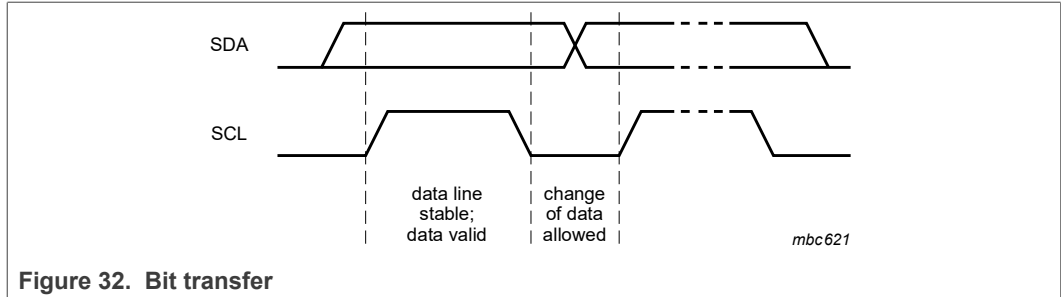 SDA
SCL
data line
stable;
data valid
change
of data
allowed
mbc621
Figure 32. Bit transfer